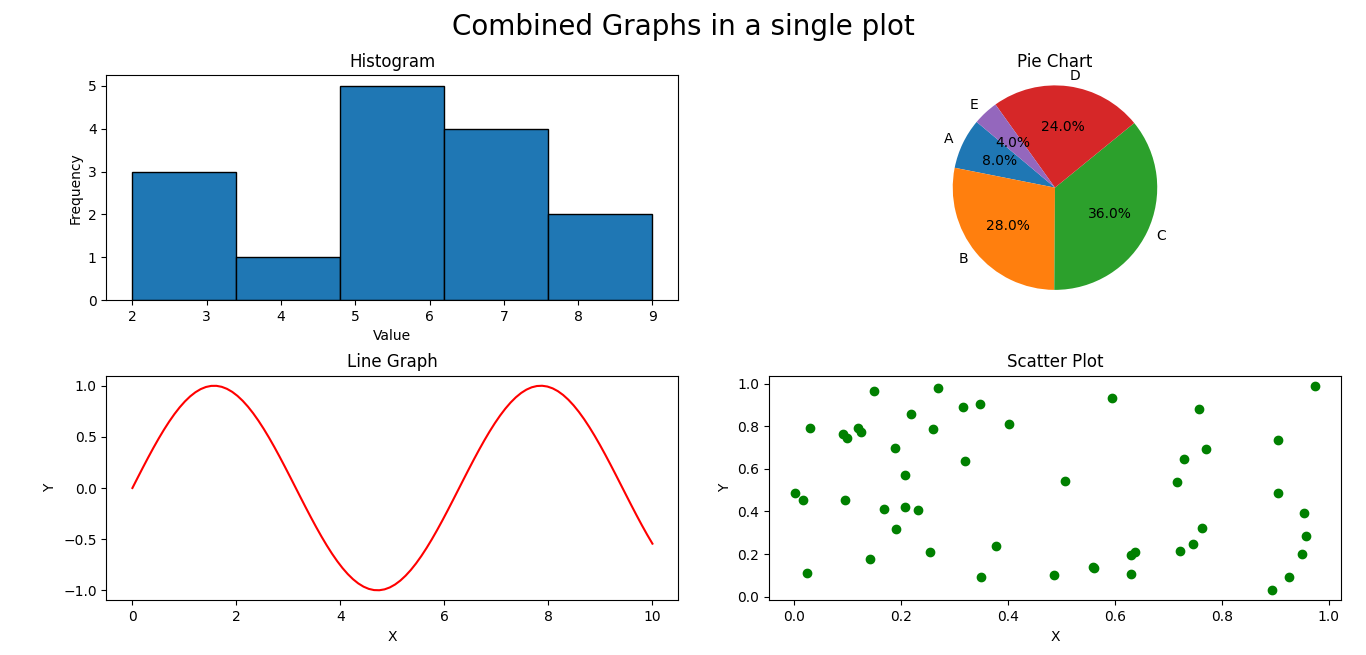 Combined Graphs in a single plot
Histogram
5
4
3
2
1
0
Frequency
2 3 4 5 6 7 8 9
Value
Pie Chart
D
E
24.0%
4.0%
A
8.0%
36.0%
28.0%
C
B
Line Graph
1.0
0.5
0.0
−0.5
−1.0
Y
0 2 4 6 8 10
X
Scatter Plot
1.0
0.8
0.6
0.4
0.2
0.0
Y
0.0 0.2 0.4 0.6 0.8 1.0
X